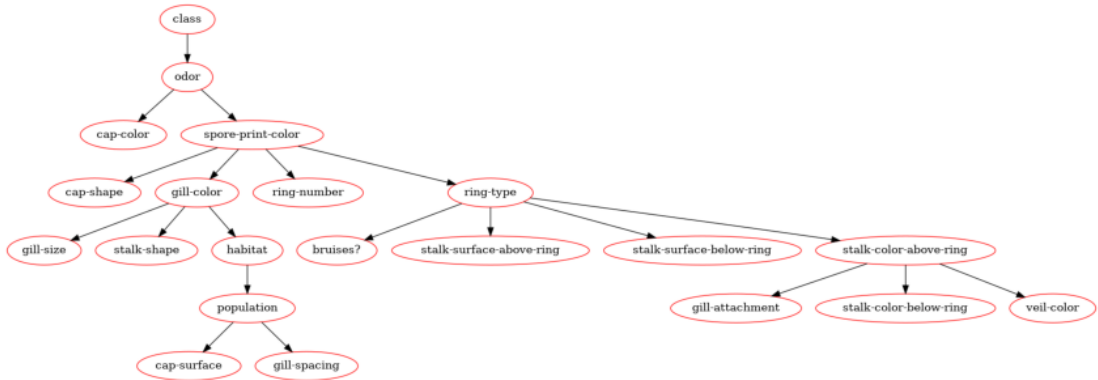 class
odor
cap-color
spore-print-color
cap-shape
gill-color
ring-number
ring-type
gill-size
stalk-shape
habitat
bruises?
stalk-surface-above-ring
stalk-surface-below-ring
stalk-color-above-ring
population
gill-attachment
stalk-color-below-ring
veil-color
cap-surface
gill-spacing